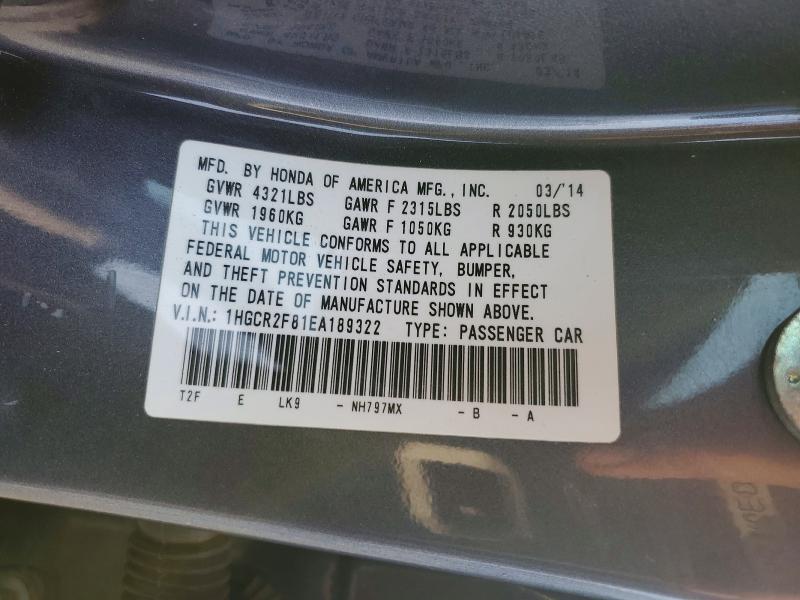 MFD. BY HONDA OF AMERICA MFG., INC. 03/'14
GVWR 4321LBS GAWR F 2315LBS R 2050LBS
GVWR 1960KG GAWR F 1050KG R 930KG
THIS VEHICLE CONFORMS TO ALL APPLICABLE
FEDERAL MOTOR VEHICLE SAFETY, BUMPER,
AND THEFT PREVENTION STANDARDS IN EFFECT
ON THE DATE OF MANUFACTURE SHOWN ABOVE.
V.I.N.: 1HGCR2F81EA189322 TYPE: PASSENGER CAR
T2F E LK9 - NH797MX - B - A